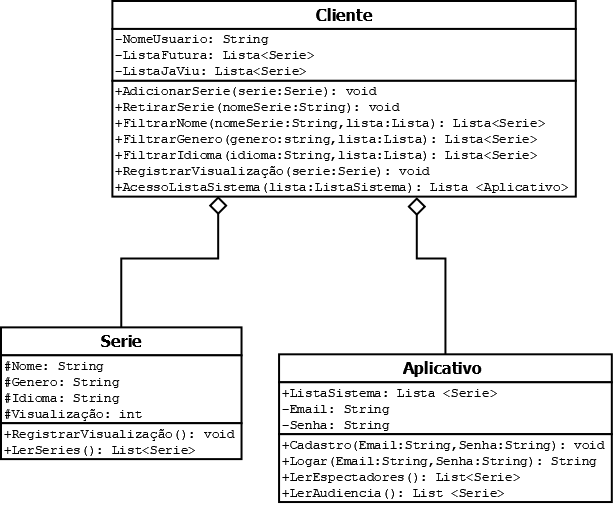 Cliente
-NomeUsuario: String
-ListaFutura: Lista<Serie>
-ListaJaViu: Lista<Serie>
+AdicionarSerie(serie:Serie): void
+RetirarSerie(nomeSerie:String): void
+FiltrarNome(nomeSerie:String,lista:Lista): Lista<Serie>
+FiltrarGenero(genero:string,lista:Lista): Lista<Serie>
+FiltrarIdioma(idioma:String,lista:Lista): Lista<Serie>
+RegistrarVisualização(serie:Serie): void
+AcessoListaSistema(lista:ListaSistema): Lista <Aplicativo>
Serie
#Nome: String
#Genero: String
#Idioma: String
#Visualização: int
+RegistrarVisualização(): void
+LerSeries(): List<Serie>
Aplicativo
+ListaSistema: Lista <Serie>
-Email: String
-Senha: String
+Cadastro(Email:String,Senha:String): void
+Logar(Email:String,Senha:String): String
+LerEspectadores(): List<Serie>
+LerAudiencia(): List <Serie>